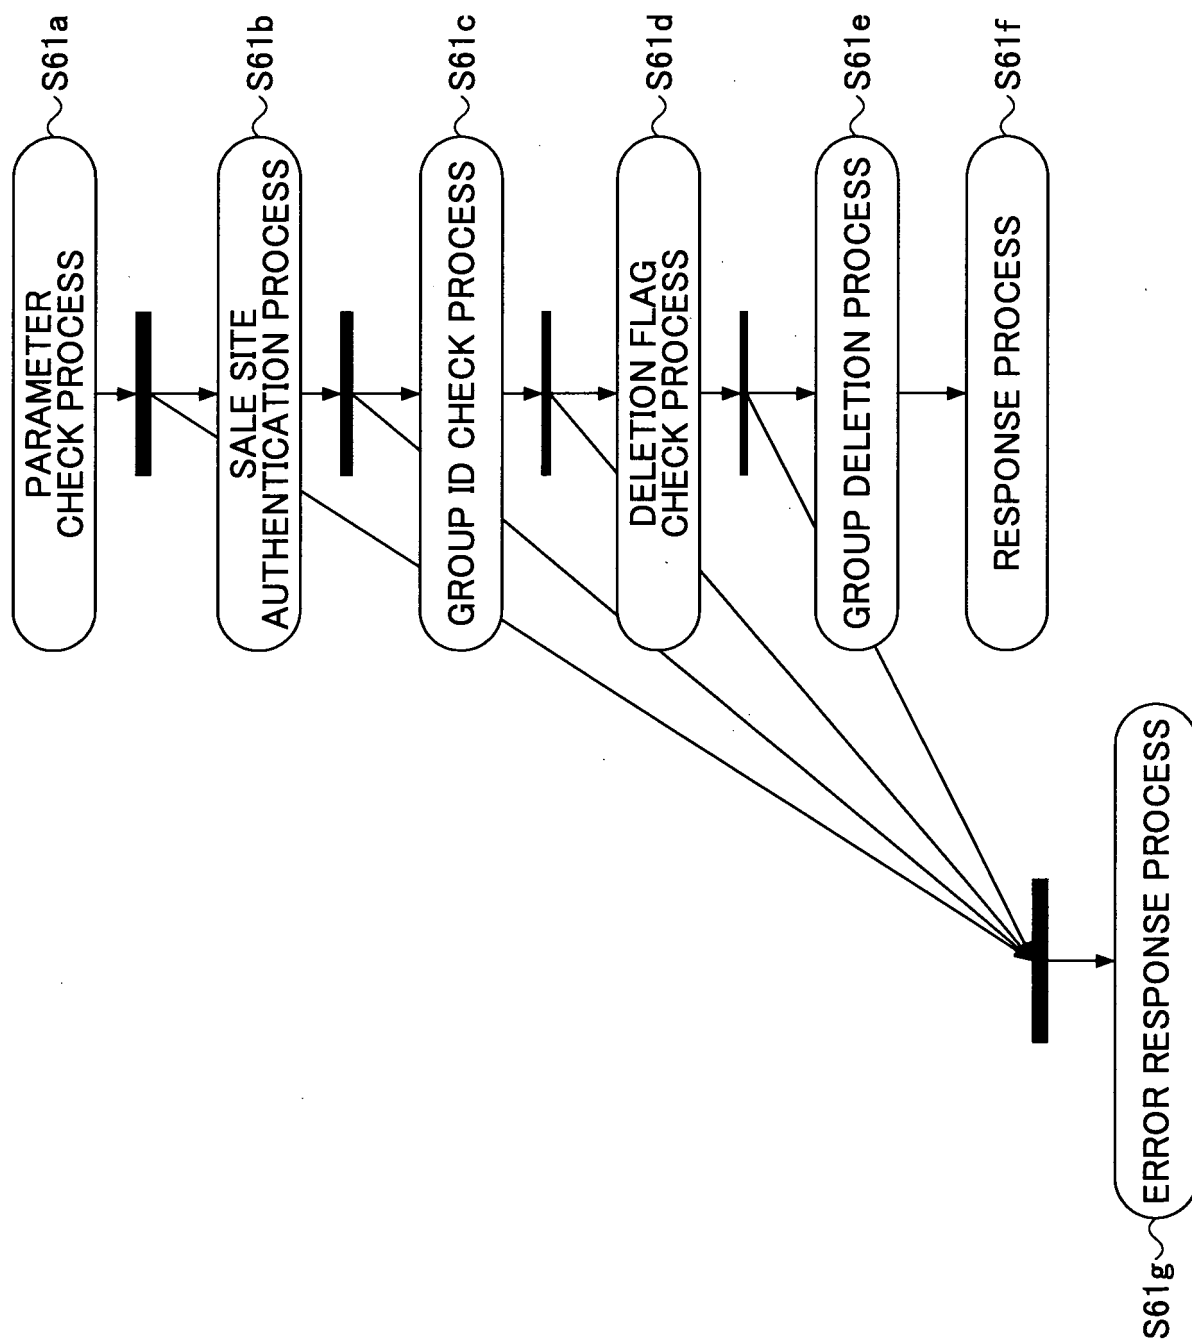 PARAMETER
CHECK PROCESS
S61a
SALE SITE
AUTHENTICATION PROCESS
S61b
GROUP ID CHECK PROCESS
S61c
DELETION FLAG
CHECK PROCESS
S61d
GROUP DELETION PROCESS
S61e
RESPONSE PROCESS
S61f
S61g
ERROR RESPONSE PROCESS